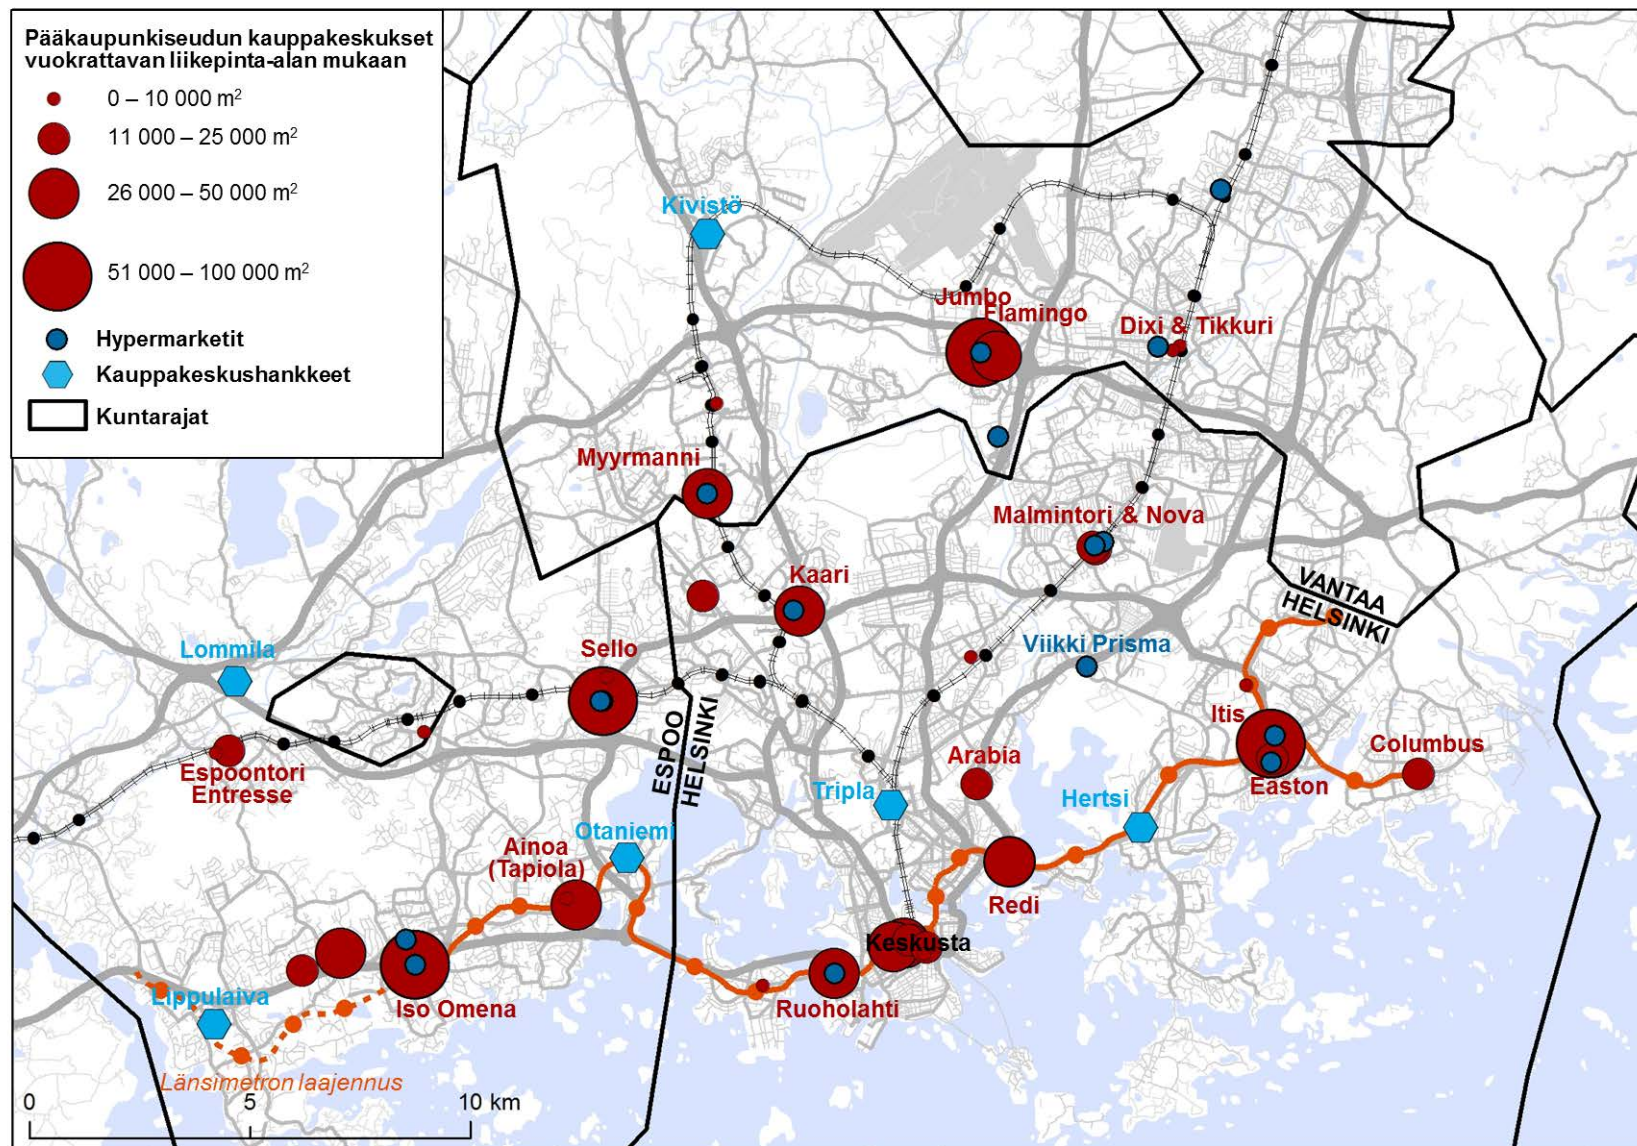 Pääkaupunkiseudun kauppakeskukset
vuokrattavan liikepinta-alan mukaan
0 – 10 000 m²
11 000 – 25 000 m²
26 000 – 50 000 m²
51 000 – 100 000 m²
Hypermarketit
Kauppakeskushankkeet
Kuntarajat
Kivistö
Jumbo
Flamingo
Dixi & Tikkuri
Myyrmanni
Malmintori & Nova
Kaari
VANTAA
HELSINKI
Lommila
Sello
Viikki Prisma
ESPOO
HELSINKI
Itis
Columbus
Espoontori
Entresse
Arabia
Tripla
Hertsi
Easton
Otaniemi
Ainoa
(Tapiola)
Redi
Keskusta
Lippulaiva
Iso Omena
Ruoholahti
Länsimetron laajennus
0 5 10 km